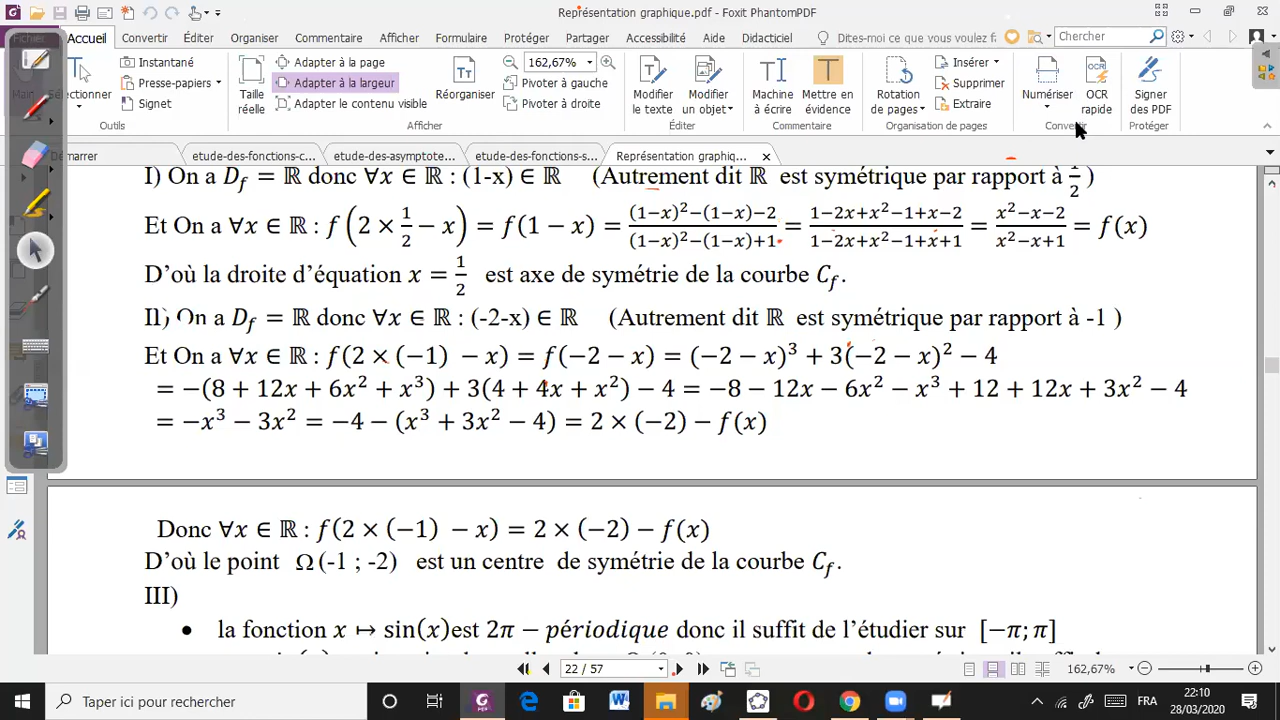 Représentation graphique.pdf - Foxit PhantomPDF
Fichier Accueil Convertir Éditer Organiser Commentaire Afficher Formulaire Protéger Partager Accessibilité Aide Didacticiel Dites-moi ce que vous voulez f Chercher
Main Sélectionner
Instantané
Presse-papiers
Signet
Taille réelle
Adapter à la page
Adapter à la largeur
Adapter le contenu visible
Réorganiser
162,67%
Pivoter à gauche
Pivoter à droite
Modifier le texte
Modifier un objet
Machine à écrire
Mettre en évidence
Rotation de pages
Insérer
Supprimer
Extraire
Numériser
OCR rapide
Signer des PDF
Outils Afficher Éditer Commentaire Organisation de pages Convertir Protéger
Démarrer etude-des-fonctions-c... etude-des-asymptote... etude-des-fonctions-s... Représentation graphiq...
I) On a D_f = ℝ donc ∀x ∈ ℝ : (1-x) ∈ ℝ (Autrement dit ℝ est symétrique par rapport à 1/2 )
Et On a ∀x ∈ ℝ : f(2 × 1/2 − x) = f(1 − x) = ((1−x)²−(1−x)−2)/((1−x)²−(1−x)+1) = (1−2x+x²−1+x−2)/(1−2x+x²−1+x+1) = (x²−x−2)/(x²−x+1) = f(x)
D’où la droite d’équation x = 1/2 est axe de symétrie de la courbe C_f.
II) On a D_f = ℝ donc ∀x ∈ ℝ : (-2-x) ∈ ℝ (Autrement dit ℝ est symétrique par rapport à -1 )
Et On a ∀x ∈ ℝ : f(2 × (−1) − x) = f(−2 − x) = (−2 − x)³ + 3(−2 − x)² − 4
= −(8 + 12x + 6x² + x³) + 3(4 + 4x + x²) − 4 = −8 − 12x − 6x² − x³ + 12 + 12x + 3x² − 4
= −x³ − 3x² = −4 − (x³ + 3x² − 4) = 2 × (−2) − f(x)
Donc ∀x ∈ ℝ : f(2 × (−1) − x) = 2 × (−2) − f(x)
D’où le point Ω (-1 ; -2) est un centre de symétrie de la courbe C_f.
III)
• la fonction x ↦ sin(x)est 2π − périodique donc il suffit de l’étudier sur [−π; π]
22 / 57 162,67%
Taper ici pour rechercher
FRA
22:10
28/03/2020